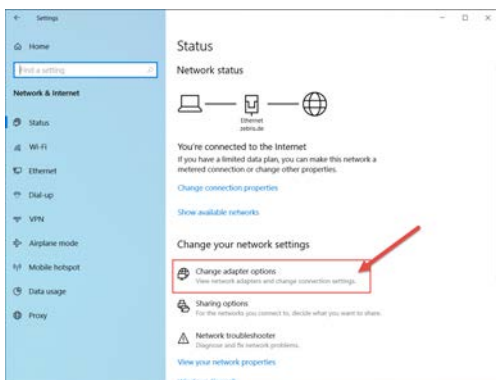 Settings
Home
Find a setting
Network & Internet
Status
Wi-Fi
Ethernet
Dial-up
VPN
Airplane mode
Mobile hotspot
Data usage
Proxy
Status
Network status
Ethernet
zebris.de
You're connected to the Internet
If you have a limited data plan, you can make this network a
metered connection or change other properties.
Change connection properties
Show available networks
Change your network settings
Change adapter options
View network adapters and change connection settings.
Sharing options
For the networks you connect to, decide what you want to share.
Network troubleshooter
Diagnose and fix network problems.
View your network properties